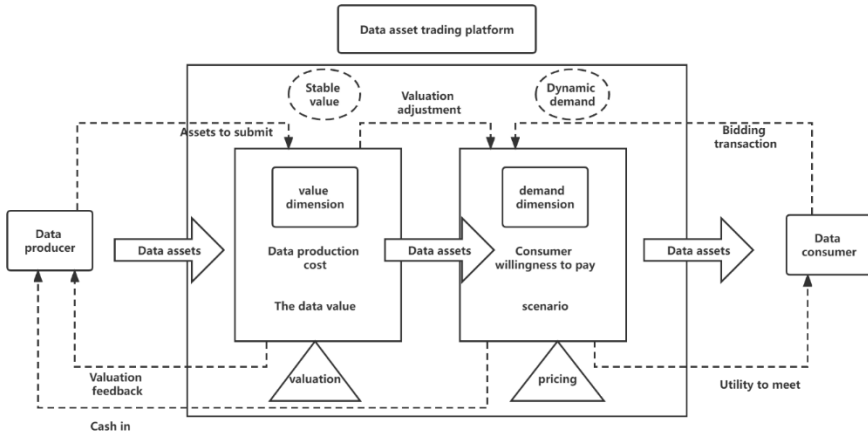 Data asset trading platform
Stable
value
Valuation
adjustment
Dynamic
demand
Assets to submit
Bidding
transaction
value
dimension
demand
dimension
Data
producer
Data assets
Data production
cost
Data assets
Consumer
willingness to pay
Data assets
Data
consumer
The data value
scenario
Valuation
feedback
valuation
pricing
Utility to meet
Cash in